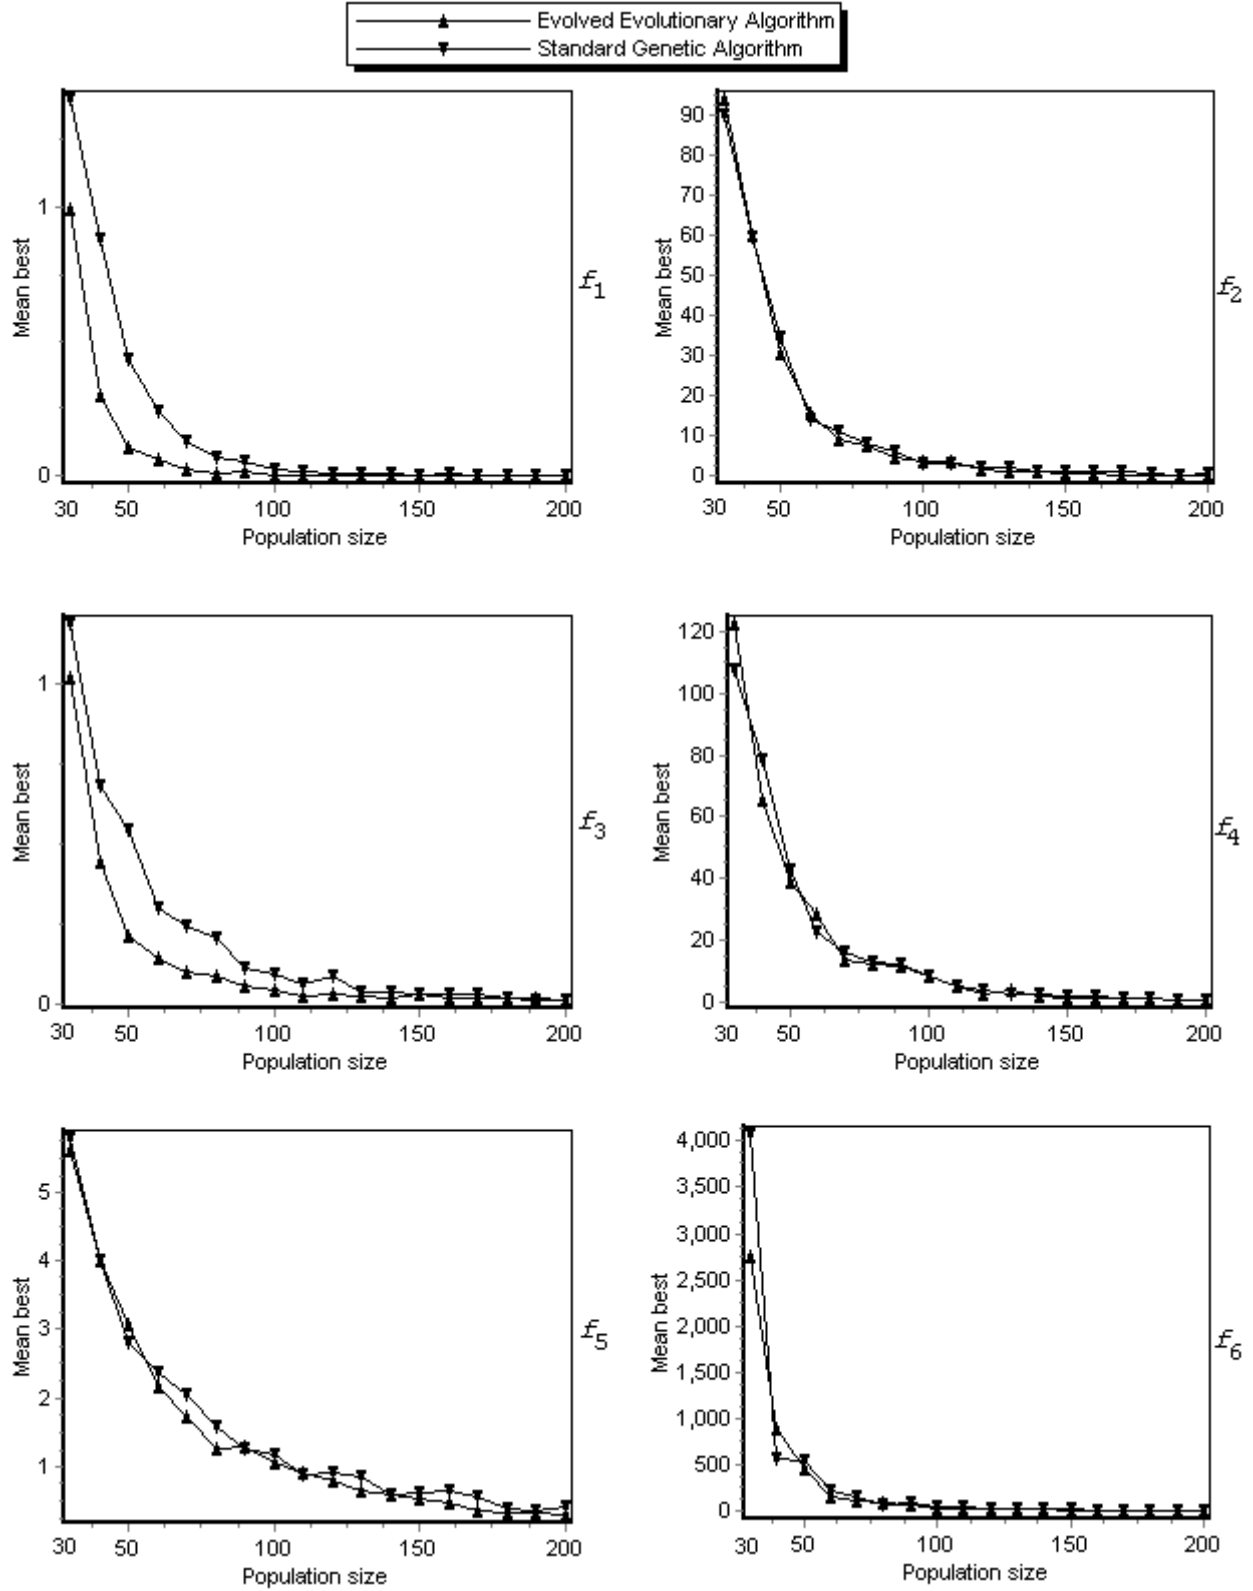 Evolved Evolutionary Algorithm
Standard Genetic Algorithm
1
0
Mean best
30 50 100 150 200
Population size
f1
90
80
70
60
50
40
30
20
10
0
Mean best
30 50 100 150 200
Population size
f2
1
0
Mean best
30 50 100 150 200
Population size
f3
120
100
80
60
40
20
0
Mean best
30 50 100 150 200
Population size
f4
5
4
3
2
1
Mean best
30 50 100 150 200
Population size
f5
4,000
3,500
3,000
2,500
2,000
1,500
1,000
500
0
Mean best
30 50 100 150 200
Population size
f6